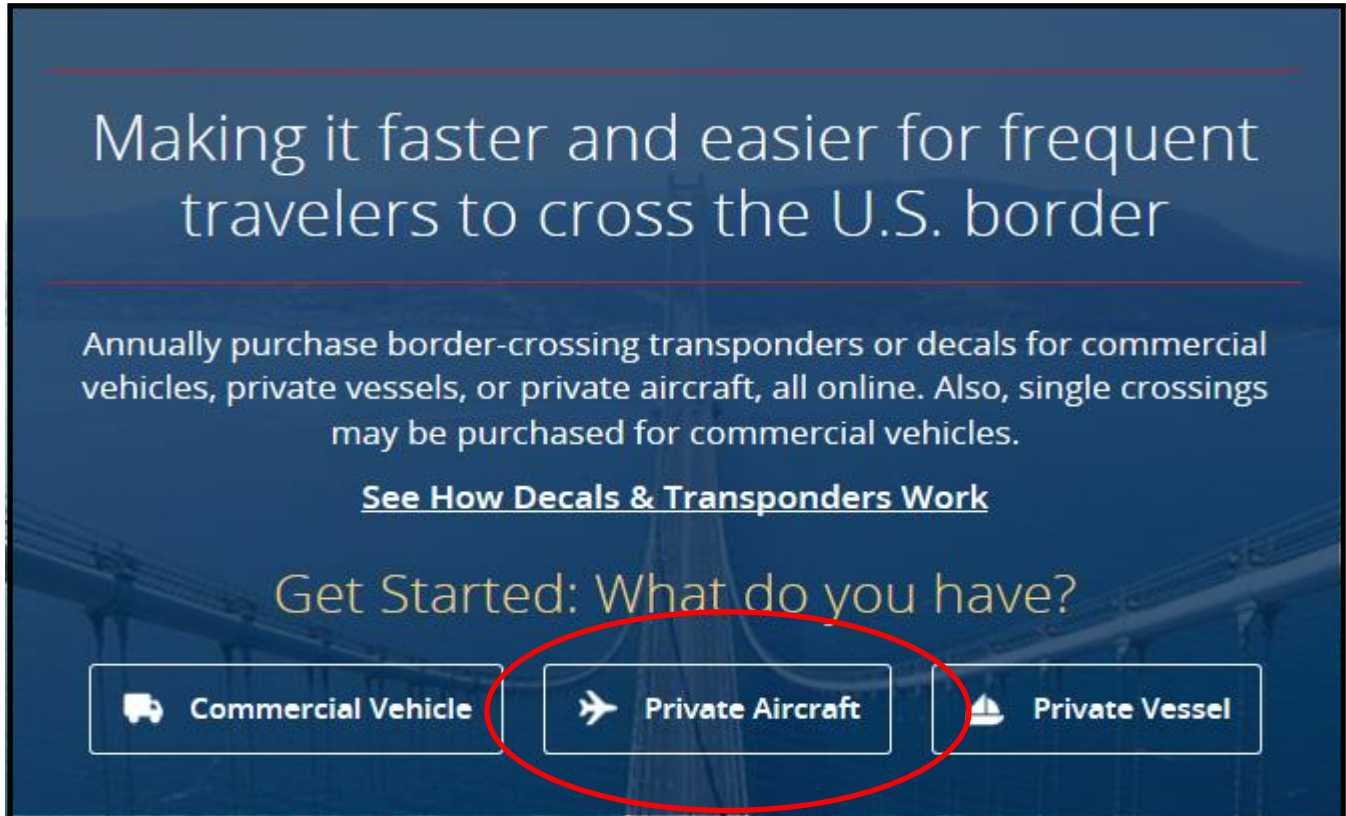 Making it faster and easier for frequent
travelers to cross the U.S. border
Annually purchase border-crossing transponders or decals for commercial
vehicles, private vessels, or private aircraft, all online. Also, single crossings
may be purchased for commercial vehicles.
See How Decals & Transponders Work
Get Started: What do you have?
Commercial Vehicle
Private Aircraft
Private Vessel